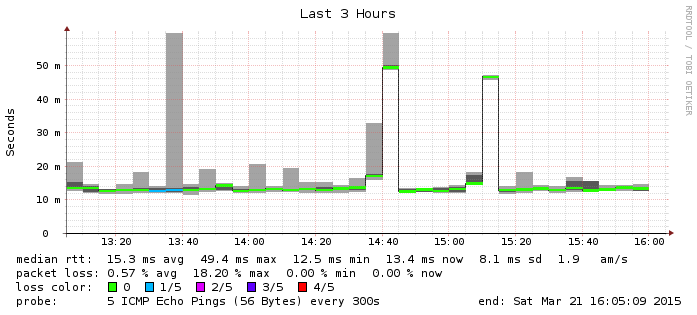 Last 3 Hours
RRDTOOL / TOBI OETIKER
Seconds
50 m
40 m
30 m
20 m
10 m
0
13:20 13:40 14:00 14:20 14:40 15:00 15:20 15:40 16:00
median rtt: 15.3 ms avg 49.4 ms max 12.5 ms min 13.4 ms now 8.1 ms sd 1.9 am/s
packet loss: 0.57 % avg 18.20 % max 0.00 % min 0.00 % now
loss color: 0 1/5 2/5 3/5 4/5
probe: 5 ICMP Echo Pings (56 Bytes) every 300s end: Sat Mar 21 16:05:09 2015